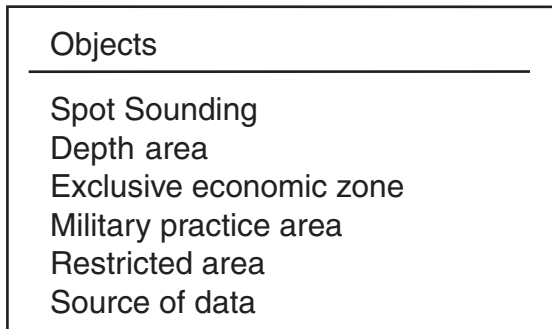 Objects
Spot Sounding
Depth area
Exclusive economic zone
Military practice area
Restricted area
Source of data